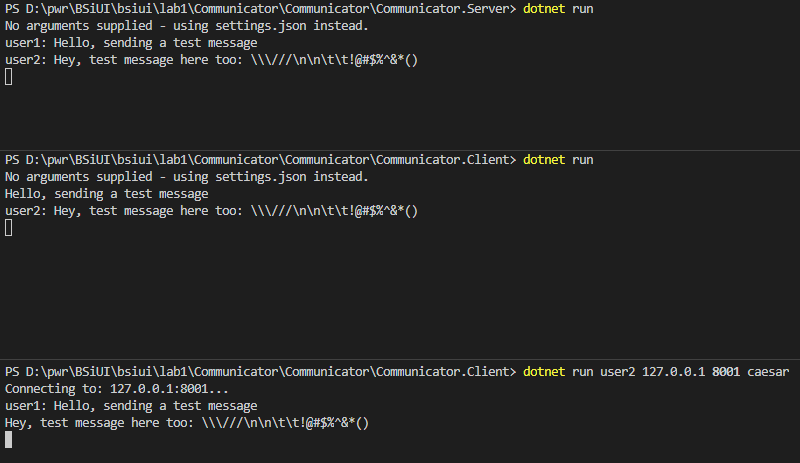 PS D:\pwr\BSiUI\bsiui\lab1\Communicator\Communicator\Communicator.Server> dotnet run
No arguments supplied - using settings.json instead.
user1: Hello, sending a test message
user2: Hey, test message here too: \\\///\n\n\t\t!@#$%^&*()
PS D:\pwr\BSiUI\bsiui\lab1\Communicator\Communicator\Communicator.Client> dotnet run
No arguments supplied - using settings.json instead.
Hello, sending a test message
user2: Hey, test message here too: \\\///\n\n\t\t!@#$%^&*()
PS D:\pwr\BSiUI\bsiui\lab1\Communicator\Communicator\Communicator.Client> dotnet run user2 127.0.0.1 8001 caesar
Connecting to: 127.0.0.1:8001...
user1: Hello, sending a test message
Hey, test message here too: \\\///\n\n\t\t!@#$%^&*()